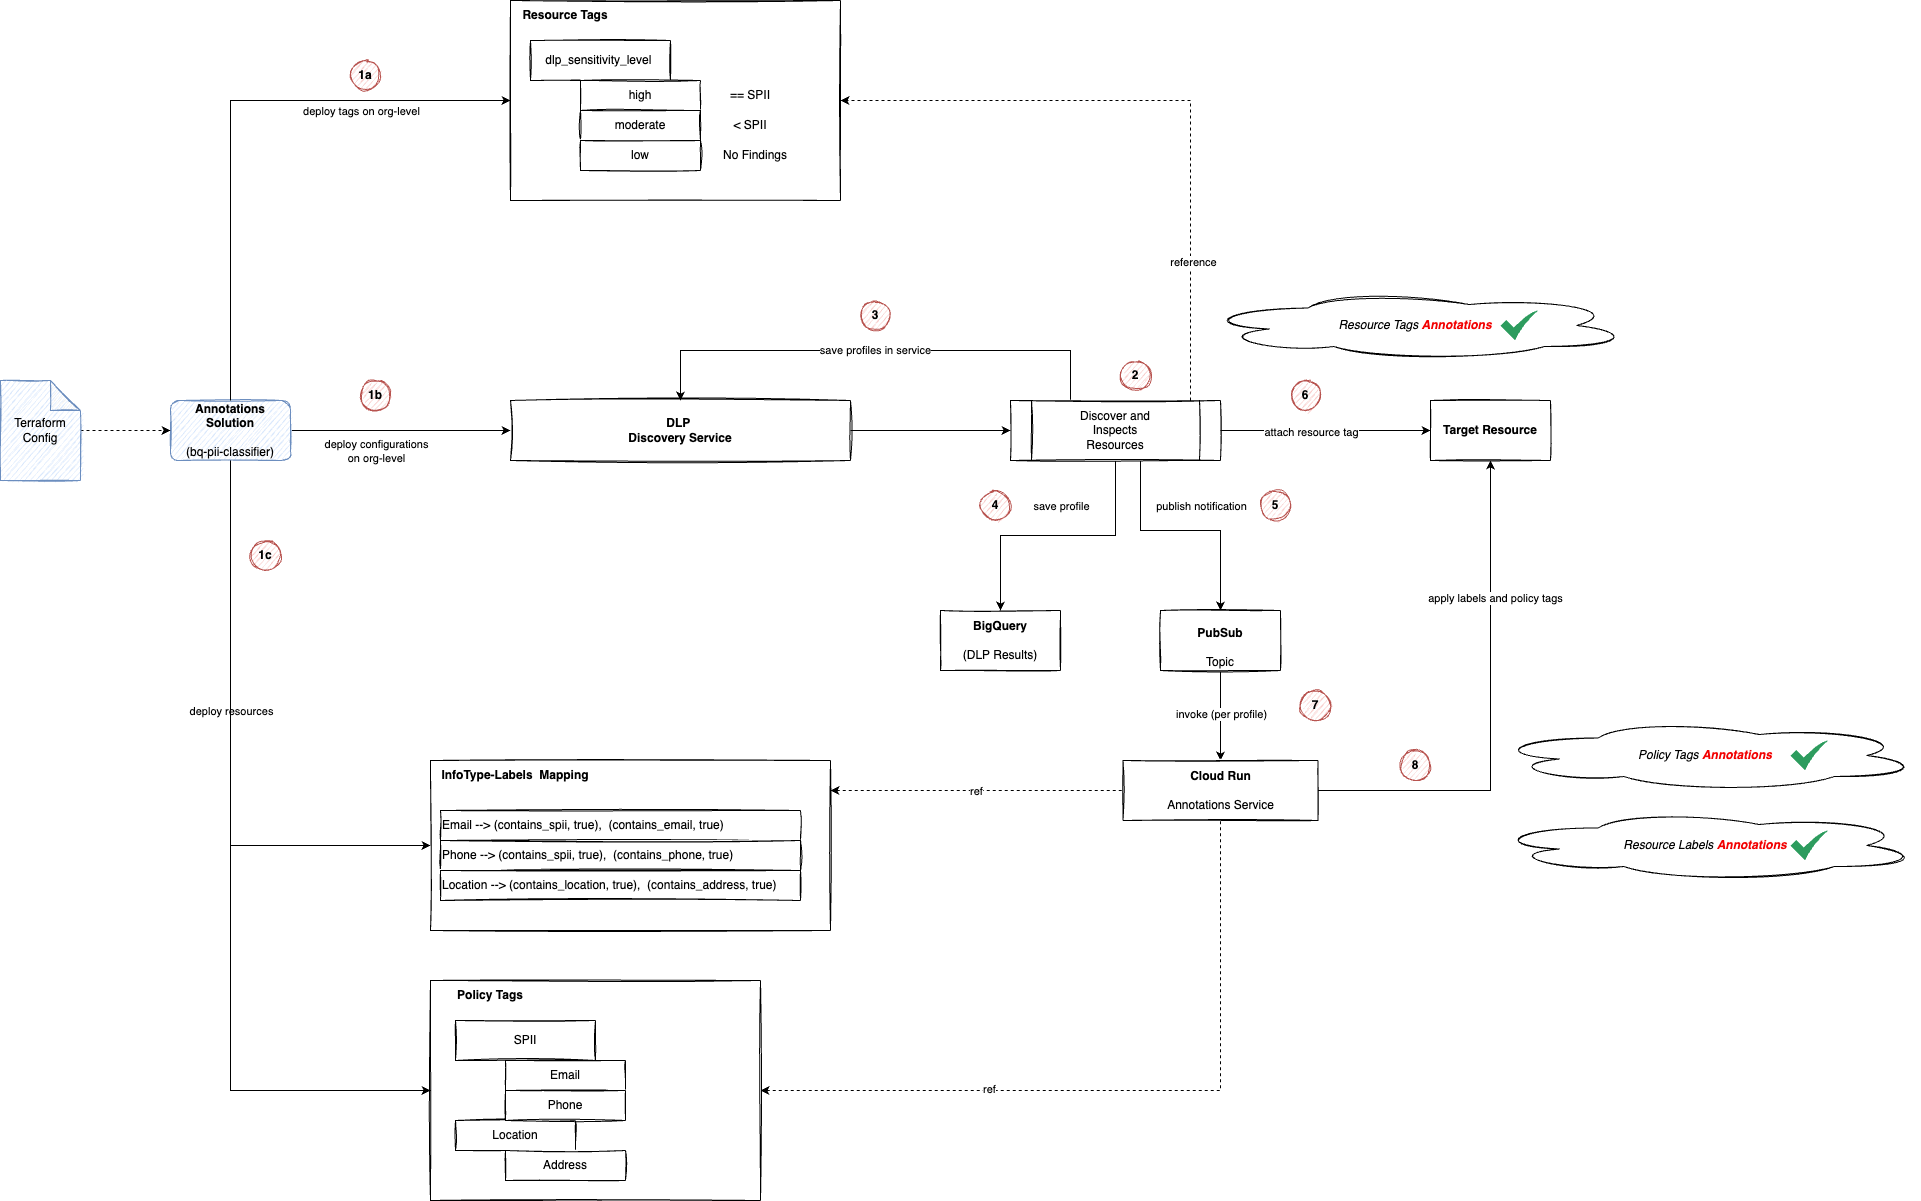 Resource Tags
dlp_sensitivity_level
high
== SPII
moderate
< SPII
low
No Findings
1a
deploy tags on org-level
reference
Resource Tags Annotations
3
save profiles in service
2
Terraform
Config
Annotations
Solution
(bq-pii-classifier)
1b
deploy configurations
on org-level
DLP
Discovery Service
Discover and
Inspects
Resources
6
attach resource tag
Target Resource
4
save profile
publish notification
5
1c
apply labels and policy tags
BigQuery
(DLP Results)
PubSub
Topic
deploy resources
invoke (per profile)
7
Policy Tags Annotations
InfoType-Labels  Mapping
Email --> (contains_spii, true),  (contains_email, true)
Phone --> (contains_spii, true),  (contains_phone, true)
Location --> (contains_location, true),  (contains_address, true)
ref
Cloud Run
Annotations Service
8
Resource Labels Annotations
Policy Tags
SPII
Email
Phone
Location
Address
ref